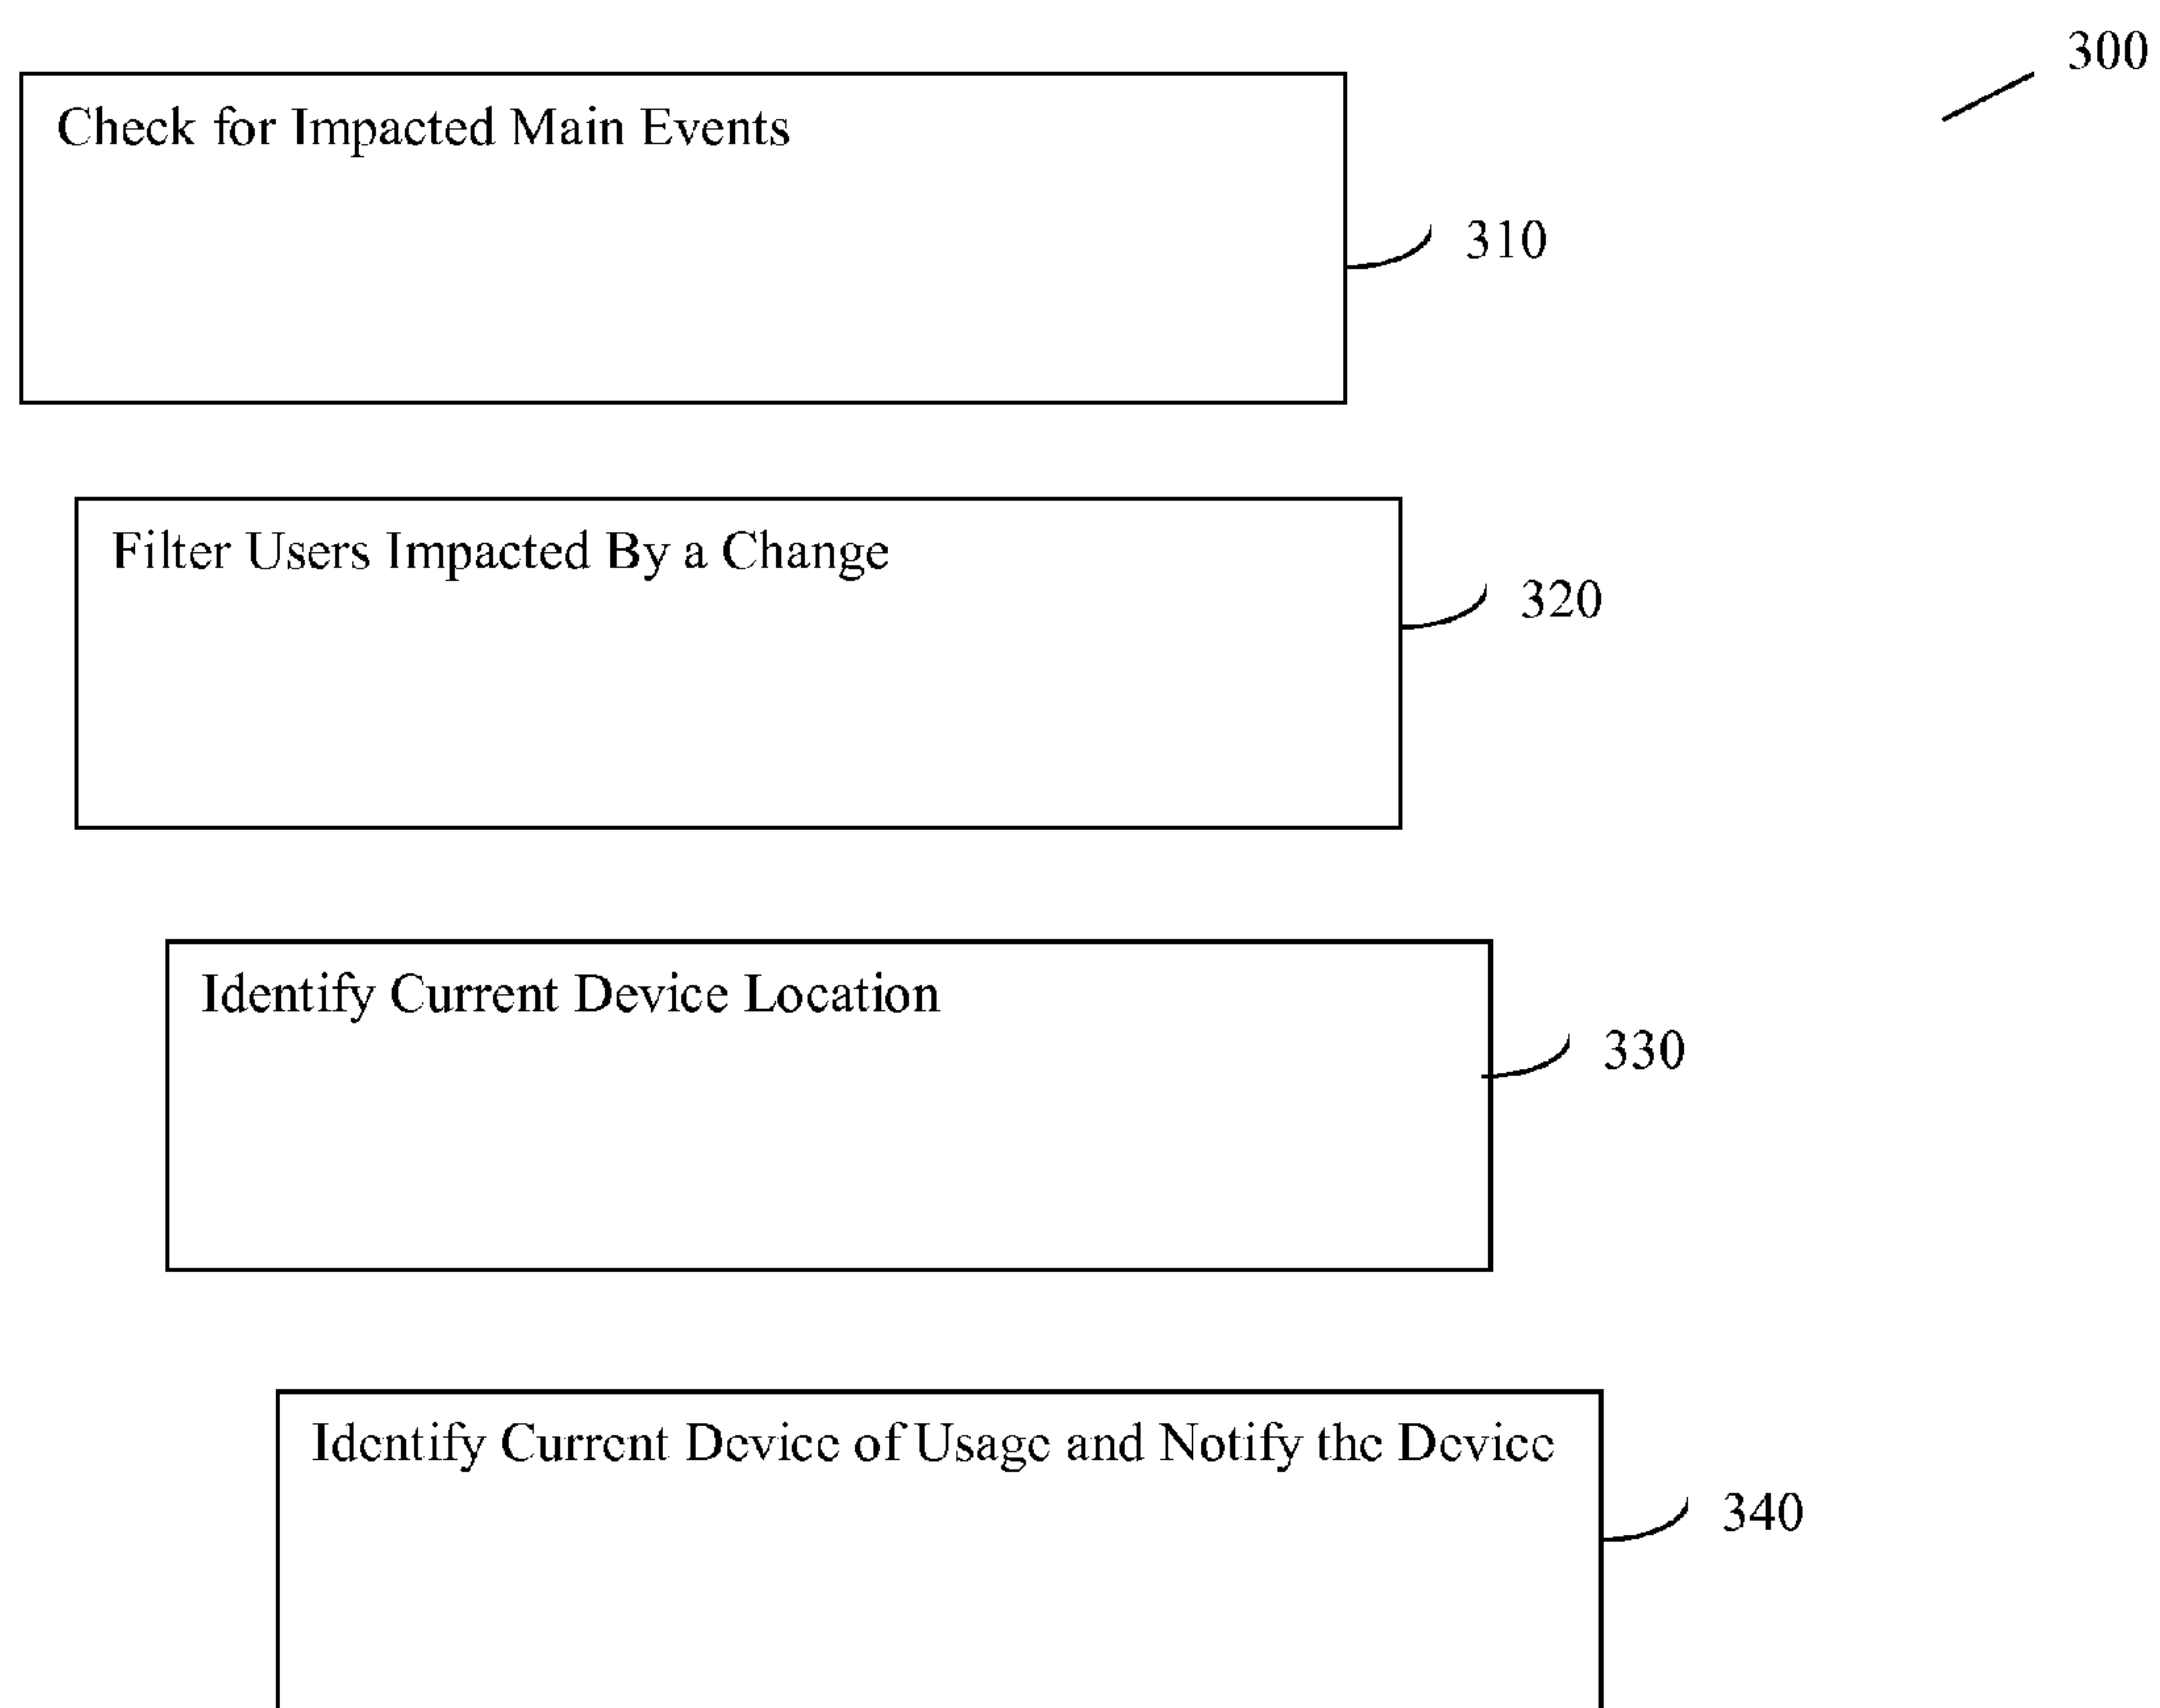 300
Check for Impacted Main Events
310
Filter Users Impacted By a Change
320
Identify Current Device Location
330
Identify Current Device of Usage and Notify the Device
340